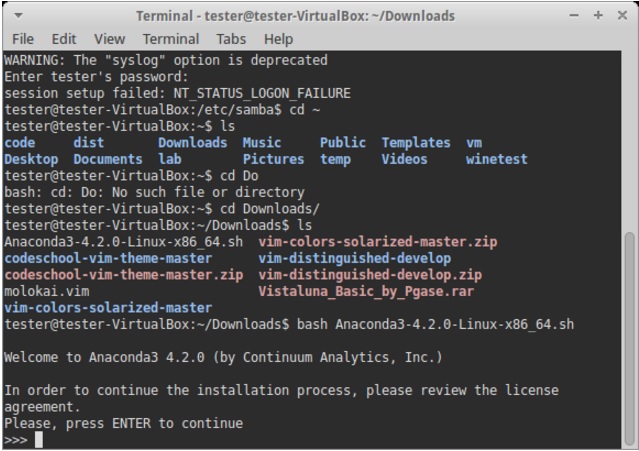 Terminal - tester@tester-VirtualBox: ~/Downloads
File Edit View Terminal Tabs Help
WARNING: The "syslog" option is deprecated
Enter tester's password:
session setup failed: NT_STATUS_LOGON_FAILURE
tester@tester-VirtualBox:/etc/samba$ cd ~
tester@tester-VirtualBox:~$ ls
code dist Downloads Music Public Templates vm
Desktop Documents lab Pictures temp Videos winetest
tester@tester-VirtualBox:~$ cd Do
bash: cd: Do: No such file or directory
tester@tester-VirtualBox:~$ cd Downloads/
tester@tester-VirtualBox:~/Downloads$ ls
Anaconda3-4.2.0-Linux-x86_64.sh vim-colors-solarized-master.zip
codeschool-vim-theme-master vim-distinguished-develop
codeschool-vim-theme-master.zip vim-distinguished-develop.zip
molokai.vim Vistaluna_Basic_by_Pgase.rar
vim-colors-solarized-master
tester@tester-VirtualBox:~/Downloads$ bash Anaconda3-4.2.0-Linux-x86_64.sh
Welcome to Anaconda3 4.2.0 (by Continuum Analytics, Inc.)
In order to continue the installation process, please review the license
agreement.
Please, press ENTER to continue
>>>